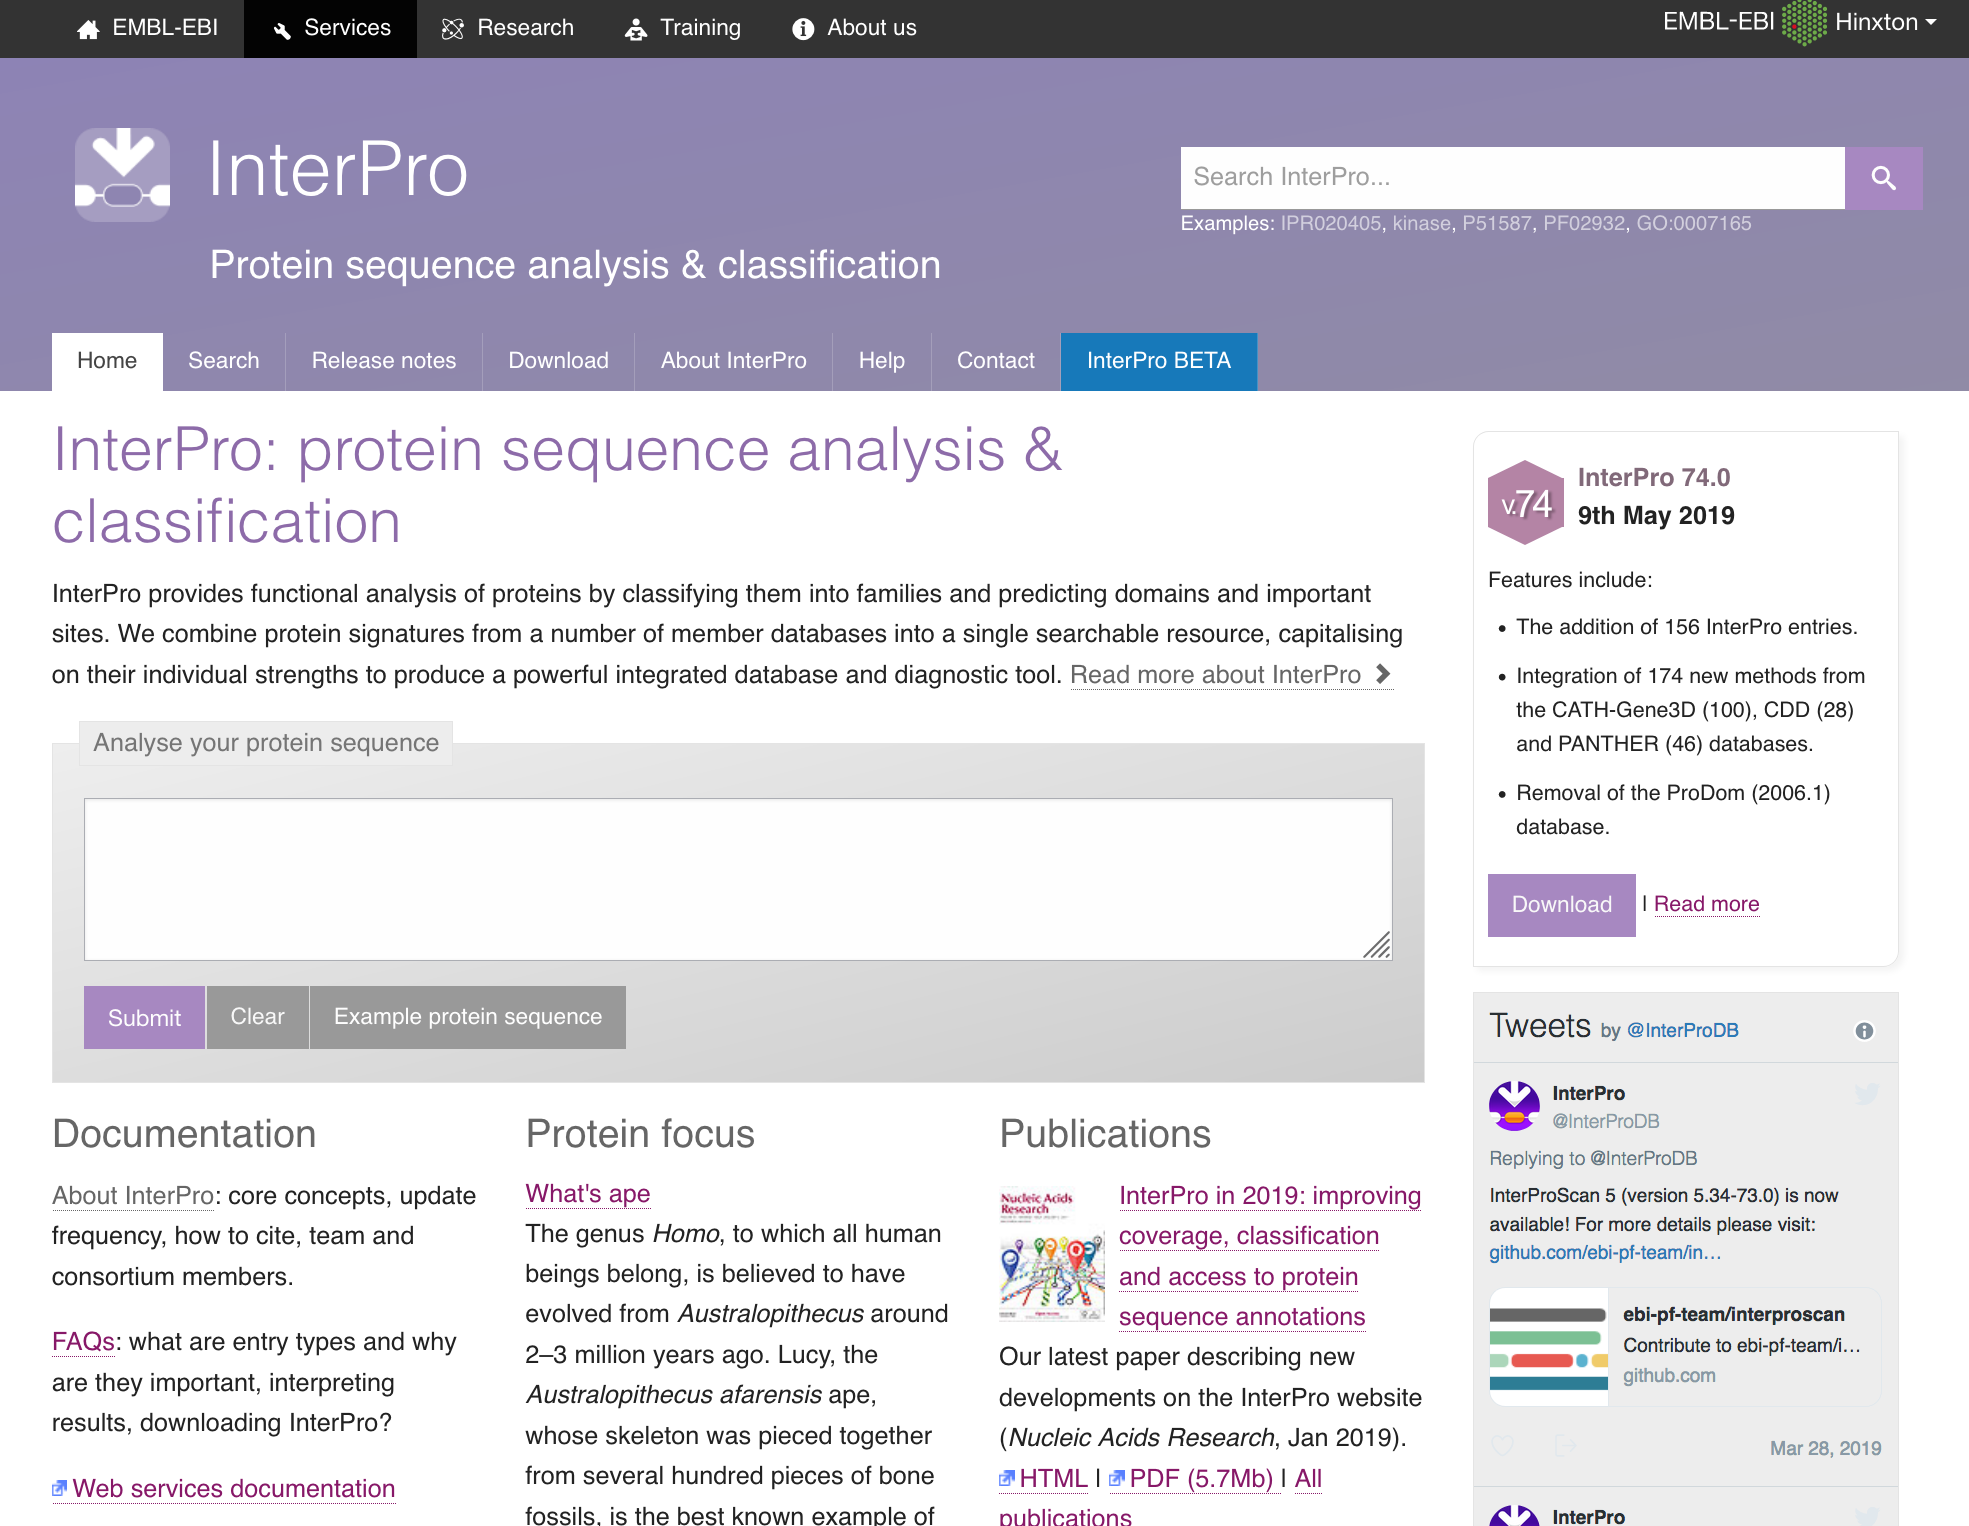 EMBL-EBI
Services
Research
Training
About us
EMBL-EBI Hinxton
InterPro
Protein sequence analysis & classification
Search InterPro...
Examples: IPR020405, kinase, P51587, PF02932, GO:0007165
Home
Search
Release notes
Download
About InterPro
Help
Contact
InterPro BETA
InterPro: protein sequence analysis &
classification
InterPro provides functional analysis of proteins by classifying them into families and predicting domains and important
sites. We combine protein signatures from a number of member databases into a single searchable resource, capitalising
on their individual strengths to produce a powerful integrated database and diagnostic tool. Read more about InterPro
Analyse your protein sequence
Submit
Clear
Example protein sequence
Documentation
About InterPro: core concepts, update
frequency, how to cite, team and
consortium members.
FAQs: what are entry types and why
are they important, interpreting
results, downloading InterPro?
Web services documentation
Protein focus
What's ape
The genus Homo, to which all human
beings belong, is believed to have
evolved from Australopithecus around
2–3 million years ago. Lucy, the
Australopithecus afarensis ape,
whose skeleton was pieced together
from several hundred pieces of bone
fossils, is the best known example of
Publications
Nucleic Acids
Research
InterPro in 2019: improving
coverage, classification
and access to protein
sequence annotations
Our latest paper describing new
developments on the InterPro website
(Nucleic Acids Research, Jan 2019).
HTML | PDF (5.7Mb) | All
publications
v.74
InterPro 74.0
9th May 2019
Features include:
• The addition of 156 InterPro entries.
• Integration of 174 new methods from
the CATH-Gene3D (100), CDD (28)
and PANTHER (46) databases.
• Removal of the ProDom (2006.1)
database.
Download | Read more
Tweets by @InterProDB
InterPro
@InterProDB
Replying to @InterProDB
InterProScan 5 (version 5.34-73.0) is now
available! For more details please visit:
github.com/ebi-pf-team/in…
ebi-pf-team/interproscan
Contribute to ebi-pf-team/i…
github.com
Mar 28, 2019
InterPro